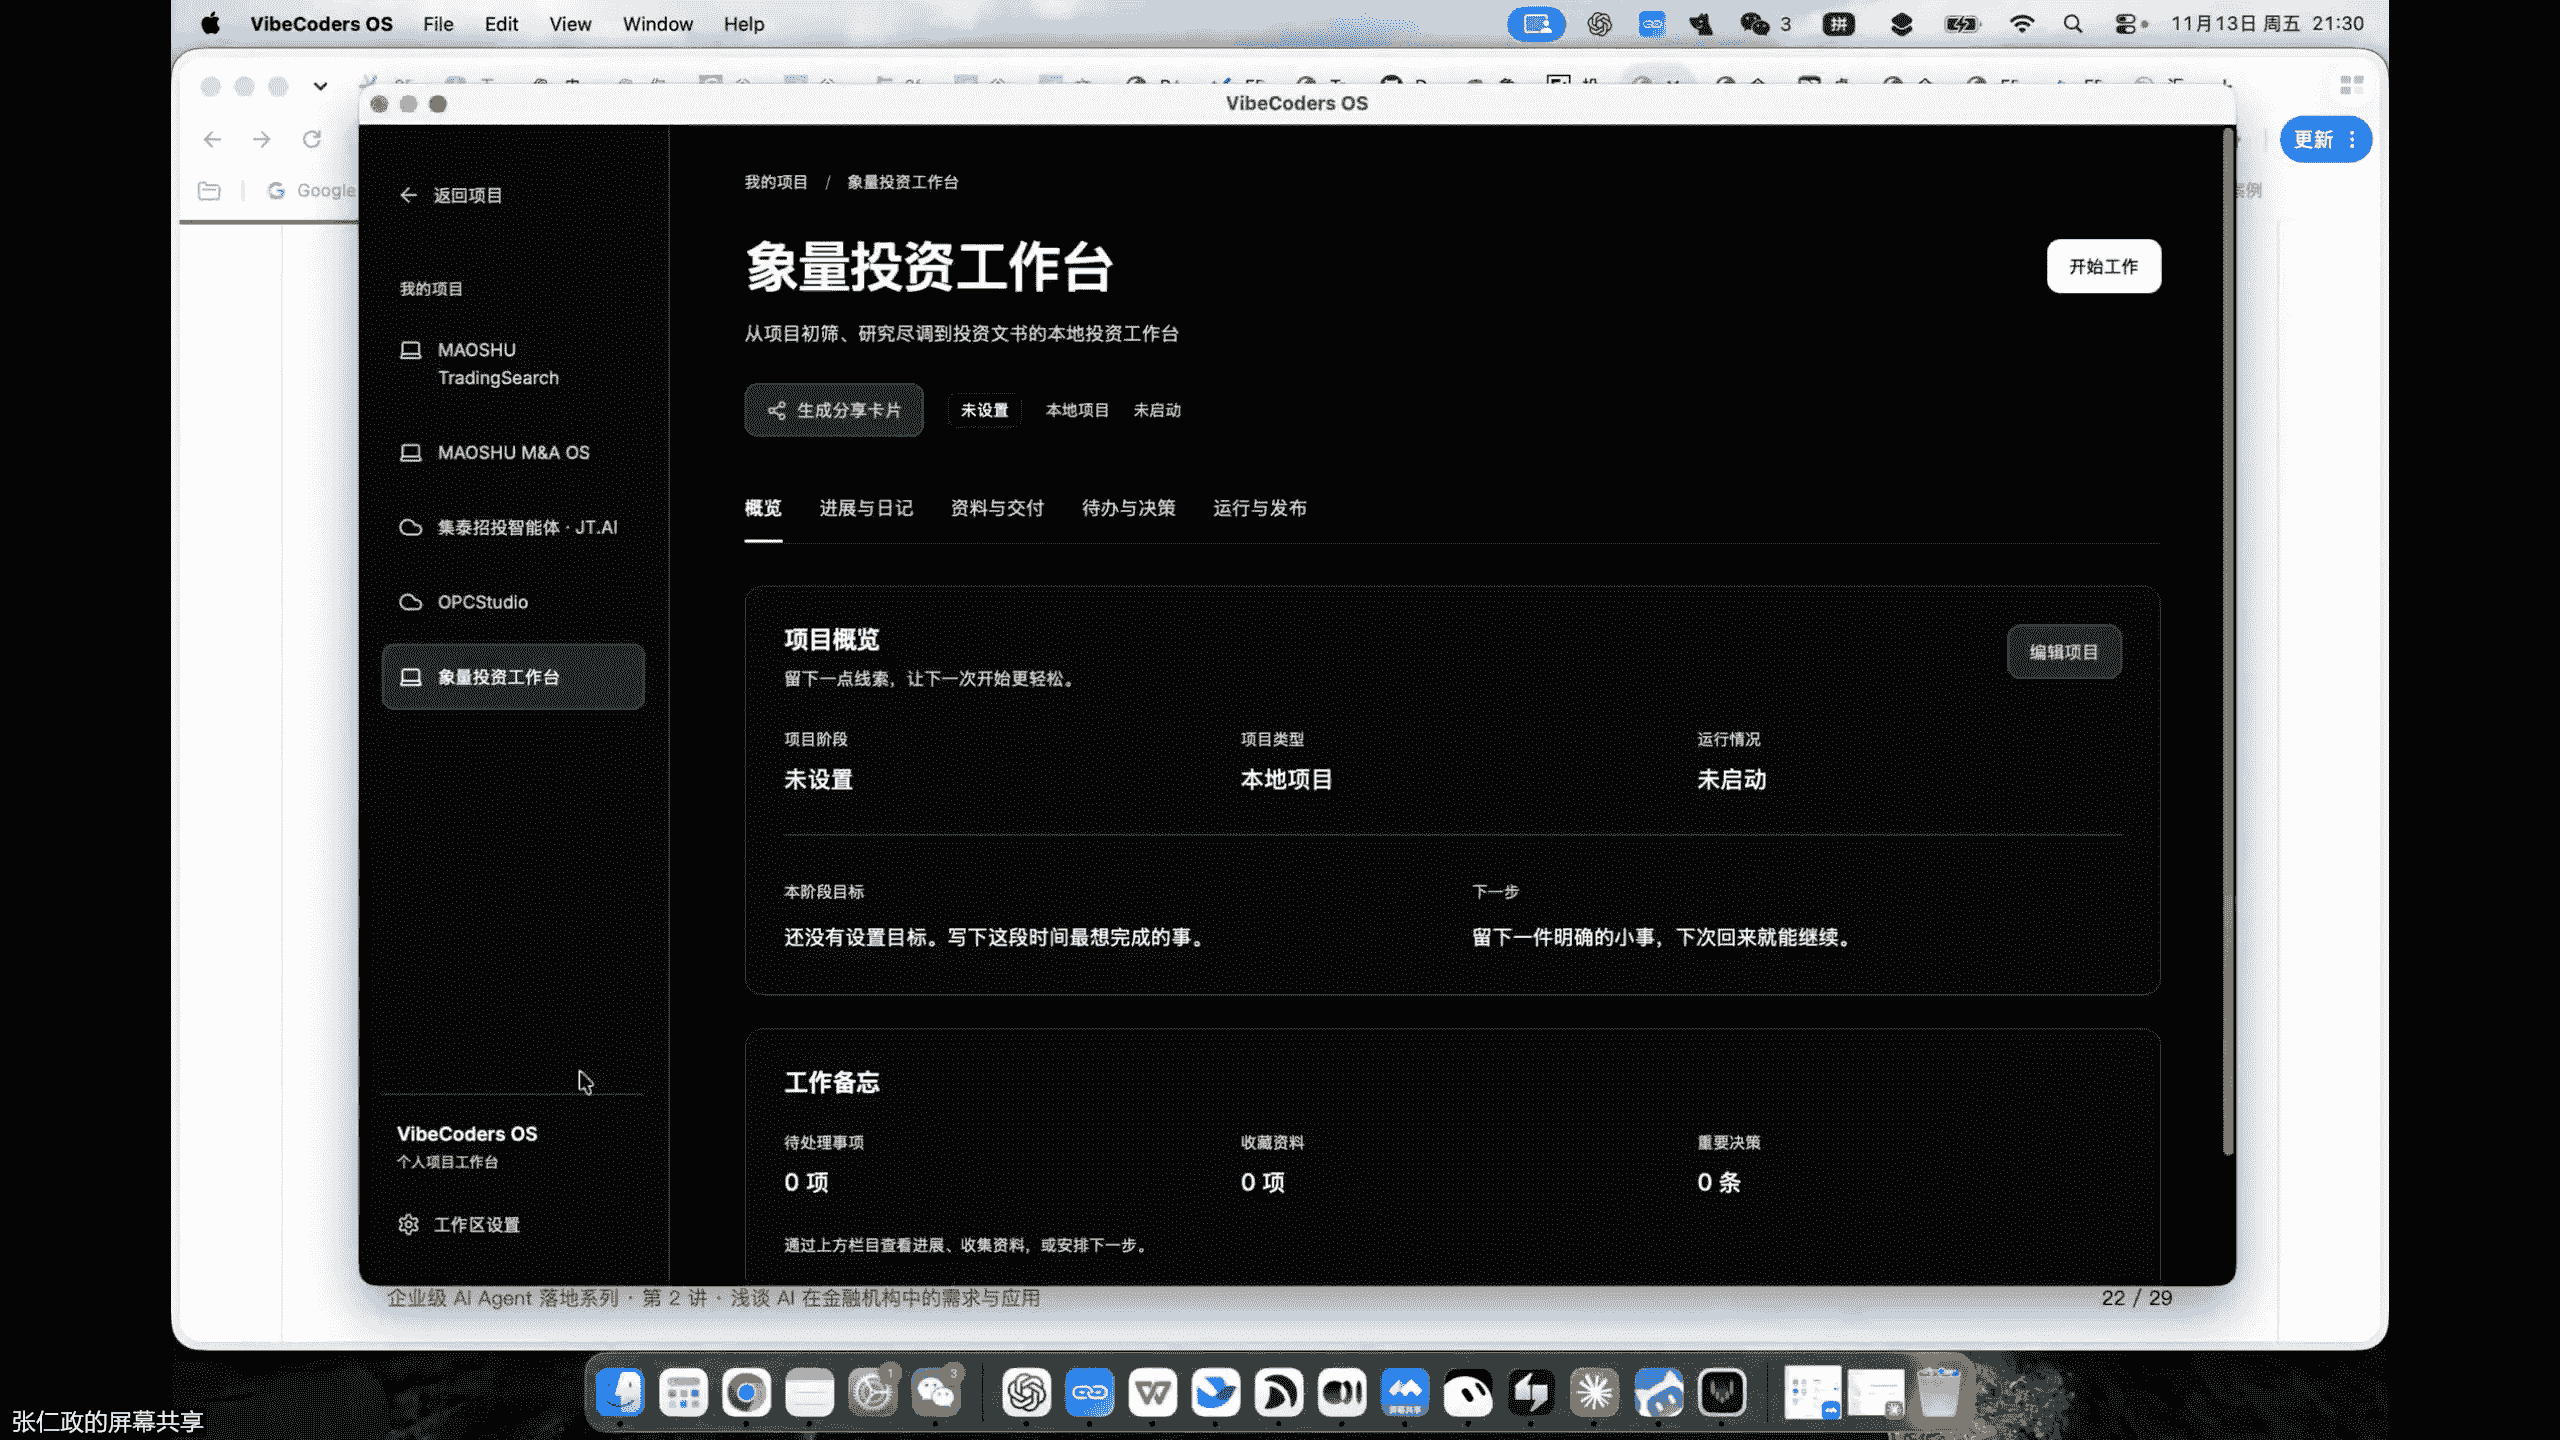 VibeCoders OS File Edit View Window Help 3 拼 11月13日 周五 21:30
VibeCoders OS
更新
Google
案例
返回项目
我的项目
MAOSHU
TradingSearch
MAOSHU M&A OS
集泰招投智能体 · JT.AI
OPCStudio
象量投资工作台
VibeCoders OS
个人项目工作台
工作区设置
我的项目 / 象量投资工作台
象量投资工作台
开始工作
从项目初筛、研究尽调到投资文书的本地投资工作台
生成分享卡片 未设置 本地项目 未启动
概览 进展与日记 资料与交付 待办与决策 运行与发布
项目概览
编辑项目
留下一点线索，让下一次开始更轻松。
项目阶段 项目类型 运行情况
未设置 本地项目 未启动
本阶段目标 下一步
还没有设置目标。写下这段时间最想完成的事。 留下一件明确的小事，下次回来就能继续。
工作备忘
待处理事项 收藏资料 重要决策
0 项 0 项 0 条
通过上方栏目查看进展、收集资料，或安排下一步。
企业级 AI Agent 落地系列 · 第 2 讲 · 浅谈 AI 在金融机构中的需求与应用 22 / 29
1 3
屏幕共享
张仁政的屏幕共享